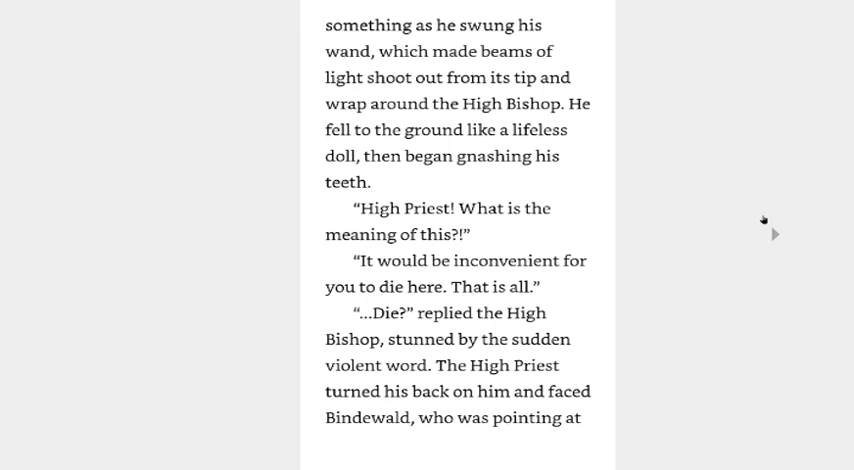 something as he swung his
wand, which made beams of
light shoot out from its tip and
wrap around the High Bishop. He
fell to the ground like a lifeless
doll, then began gnashing his
teeth.
“High Priest! What is the
meaning of this?!”
“It would be inconvenient for
you to die here. That is all.”
“...Die?” replied the High
Bishop, stunned by the sudden
violent word. The High Priest
turned his back on him and faced
Bindewald, who was pointing at